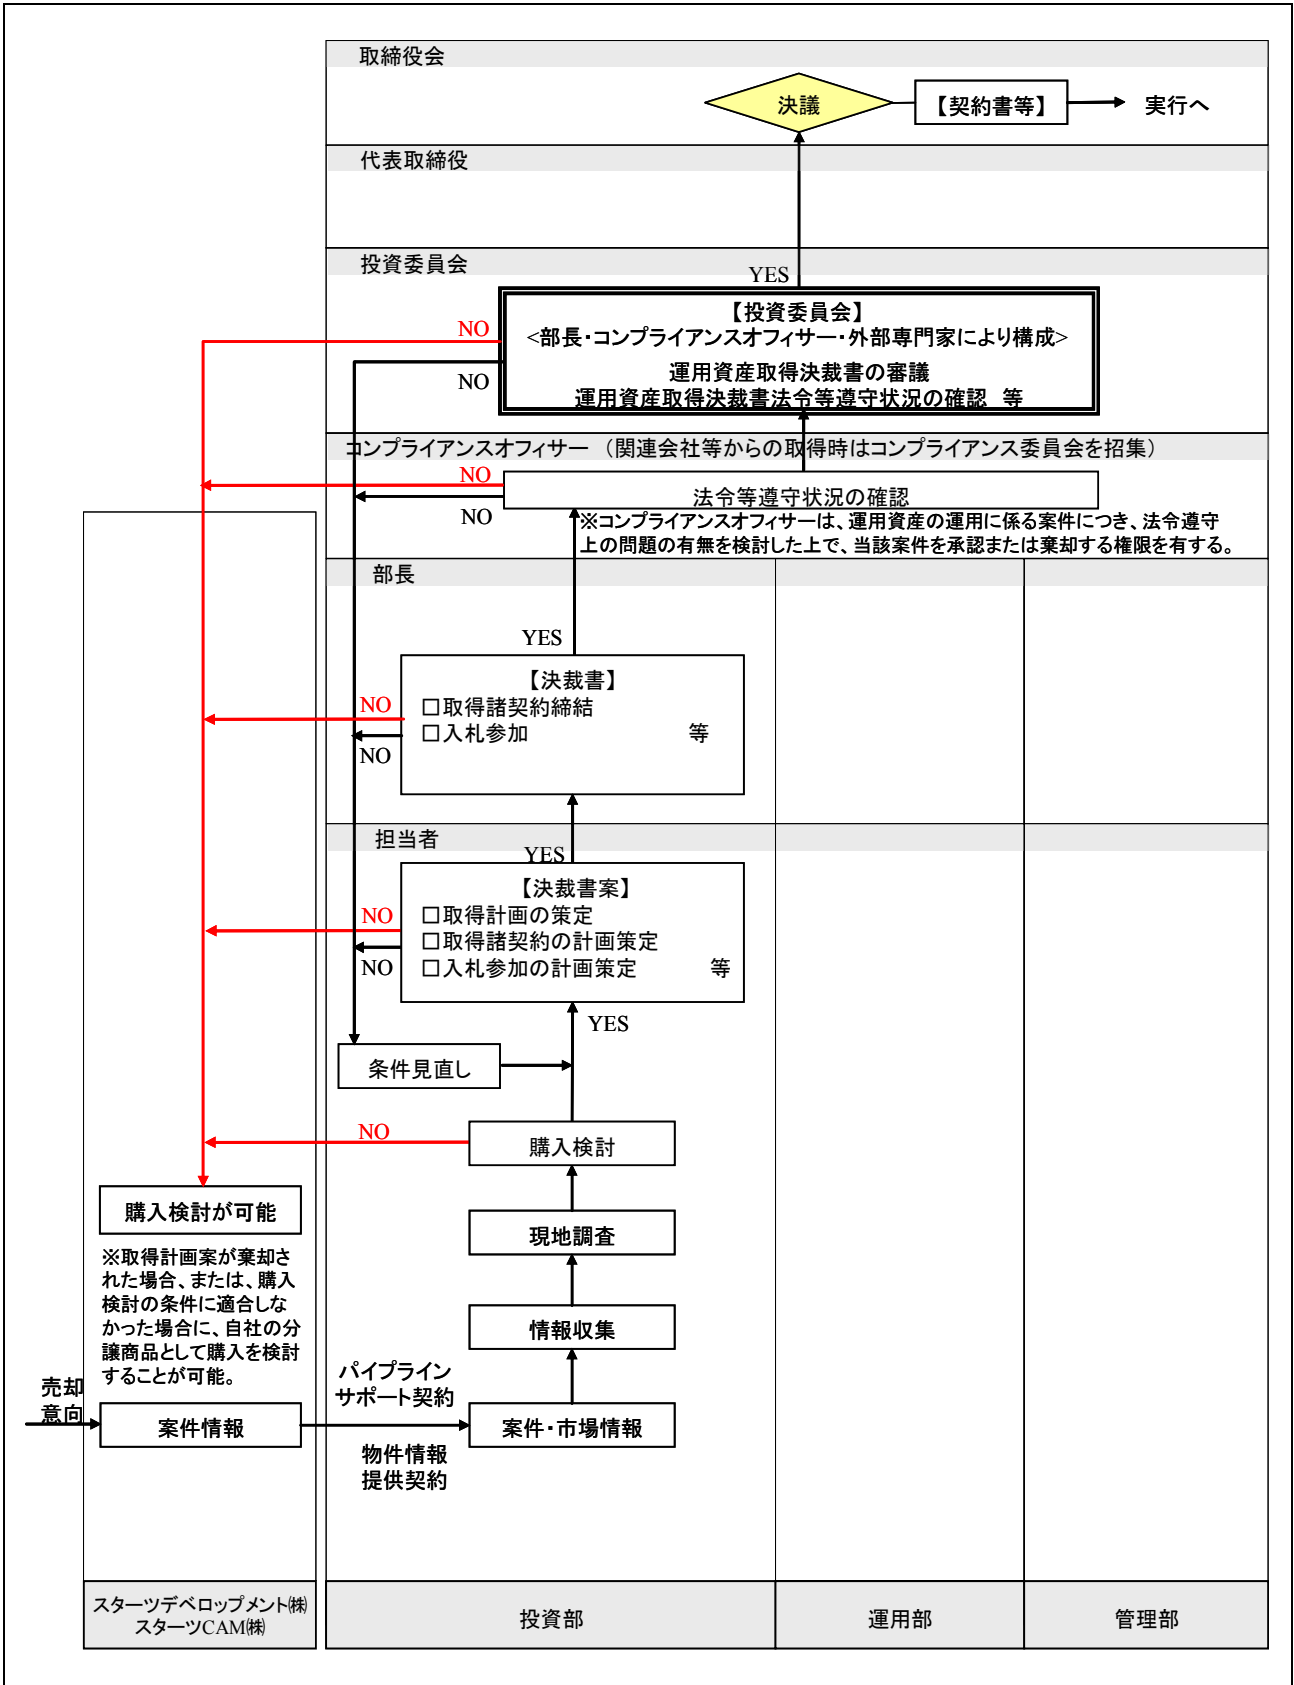 取締役会
決議
【契約書等】
実行へ
代表取締役
投資委員会
YES
【投資委員会】
<部長・コンプライアンスオフィサー・外部専門家により構成>
運用資産取得決裁書の審議
運用資産取得決裁書法令等遵守状況の確認 等
NO
NO
コンプライアンスオフィサー （関連会社等からの取得時はコンプライアンス委員会を招集）
NO
法令等遵守状況の確認
NO
※コンプライアンスオフィサーは、運用資産の運用に係る案件につき、法令遵守
上の問題の有無を検討した上で、当該案件を承認または棄却する権限を有する。
部長
YES
【決裁書】
□取得諸契約締結
□入札参加 等
NO
NO
担当者
YES
【決裁書案】
□取得計画の策定
□取得諸契約の計画策定
□入札参加の計画策定 等
NO
NO
YES
条件見直し
NO
購入検討
購入検討が可能
現地調査
※取得計画案が棄却さ
れた場合、または、購入
検討の条件に適合しな
かった場合に、自社の分
譲商品として購入を検討
することが可能。
情報収集
パイプライン
サポート契約
売却
意向
案件情報
案件・市場情報
物件情報
提供契約
スターツデベロップメント㈱
スターツCAM㈱
投資部
運用部
管理部